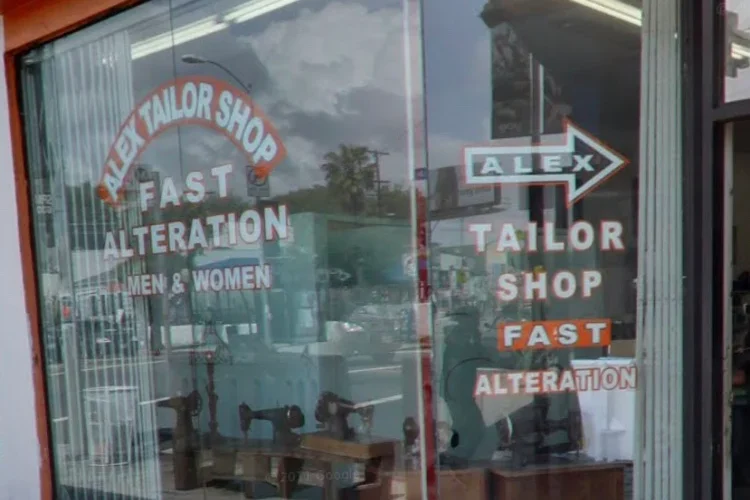 ALEX TAILOR SHOP
FAST
ALTERATION
MEN & WOMEN
ALEX
TAILOR
SHOP
FAST
ALTERATION